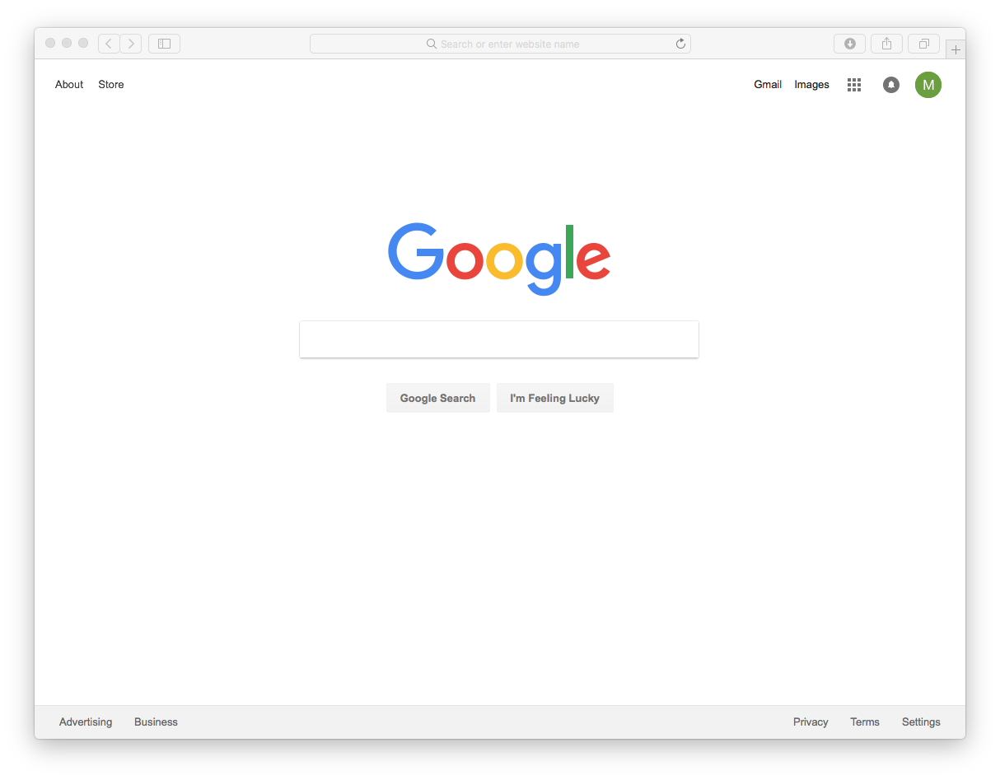 Search or enter website name
About Store Gmail Images M
Google
Google Search I'm Feeling Lucky
Advertising Business Privacy Terms Settings